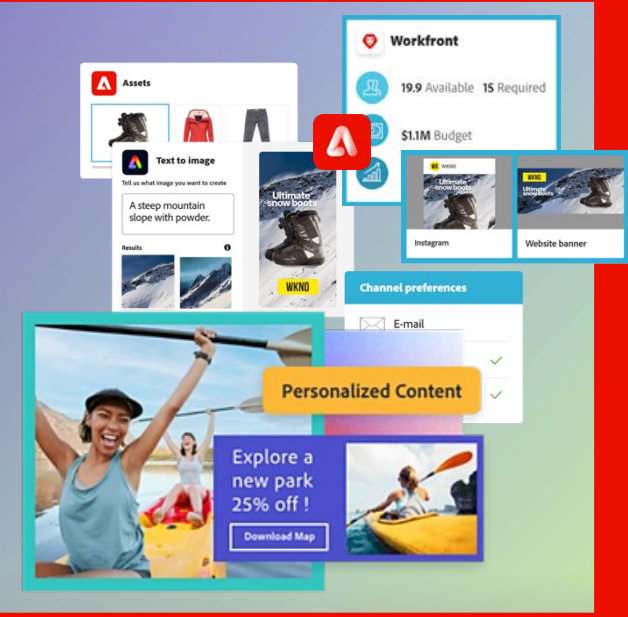 Workfront
19.9 Available 15 Required
$1.1M Budget
Assets
Text to image
Tell us what image you want to create
A steep mountain
slope with powder.
Results
Ultimate
snow boots
WKND
WKND
Ultimate
snow boots
Instagram
WKND
Ultimate
snow boots
Website banner
Channel preferences
E-mail
Personalized Content
Explore a
new park
25% off !
Download Map